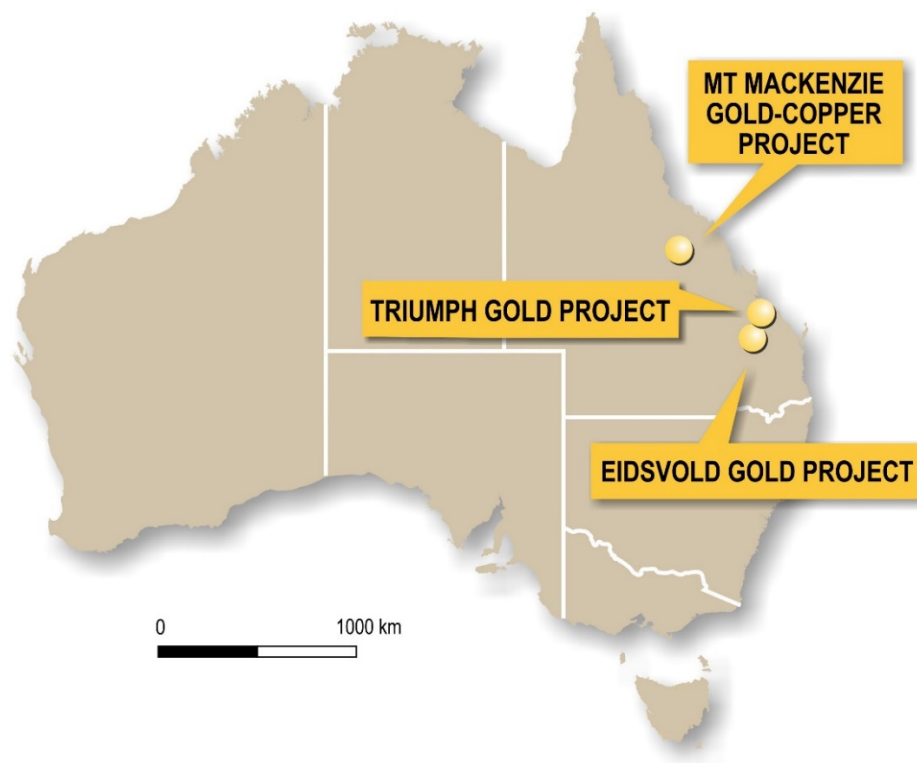 MT MACKENZIE
GOLD-COPPER
PROJECT
TRIUMPH GOLD PROJECT
EIDSVOLD GOLD PROJECT
0 1000 km